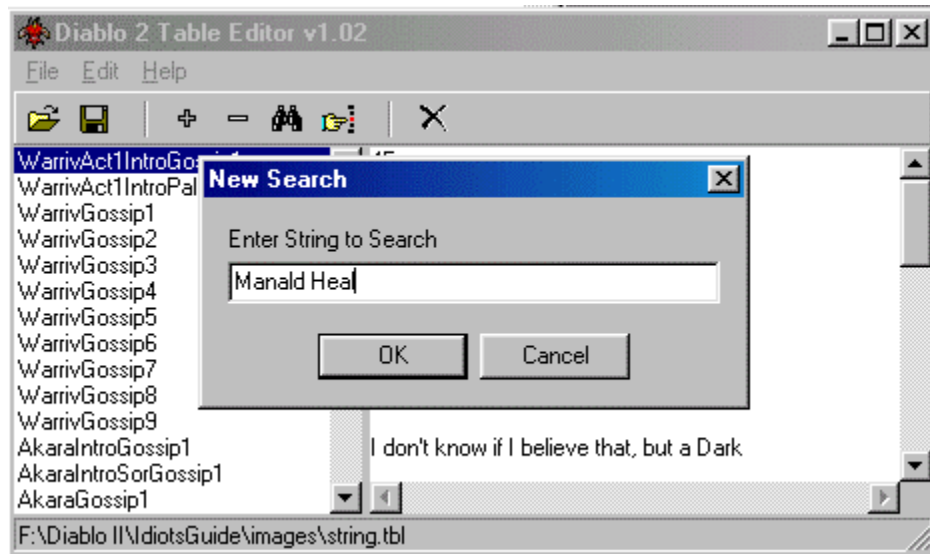 Diablo 2 Table Editor v1.02
File Edit Help
WarrivAct1IntroGossip1
WarrivAct1IntroPal
WarrivGossip1
WarrivGossip2
WarrivGossip3
WarrivGossip4
WarrivGossip5
WarrivGossip6
WarrivGossip7
WarrivGossip8
WarrivGossip9
AkaraIntroGossip1
AkaraIntroSorGossip1
AkaraGossip1
New Search
Enter String to Search
Manald Heal
OK Cancel
I don't know if I believe that, but a Dark
F:\Diablo II\IdiotsGuide\images\string.tbl